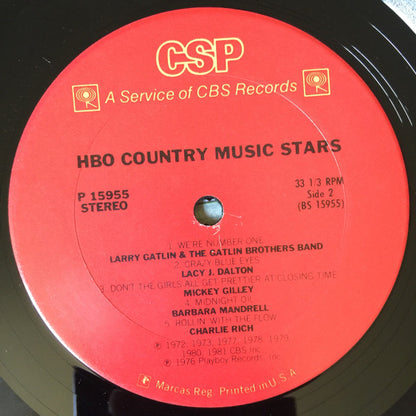 CSP
A Service of CBS Records
HBO COUNTRY MUSIC STARS
P 15955
STEREO
33 1/3 RPM
Side 2
(BS 15955)
1. WE'RE NUMBER ONE
LARRY GATLIN & THE GATLIN BROTHERS BAND
2. CRAZY BLUE EYES
LACY J. DALTON
3. DON'T THE GIRLS ALL GET PRETTIER AT CLOSING TIME
MICKEY GILLEY
4. MIDNIGHT OIL
BARBARA MANDRELL
5. ROLLIN' WITH THE FLOW
CHARLIE RICH
℗ 1972, 1973, 1977, 1978, 1979,
1980, 1981 CBS Inc.
℗ 1976 Playboy Records, Inc.
Marcas Reg. Printed in U.S.A.